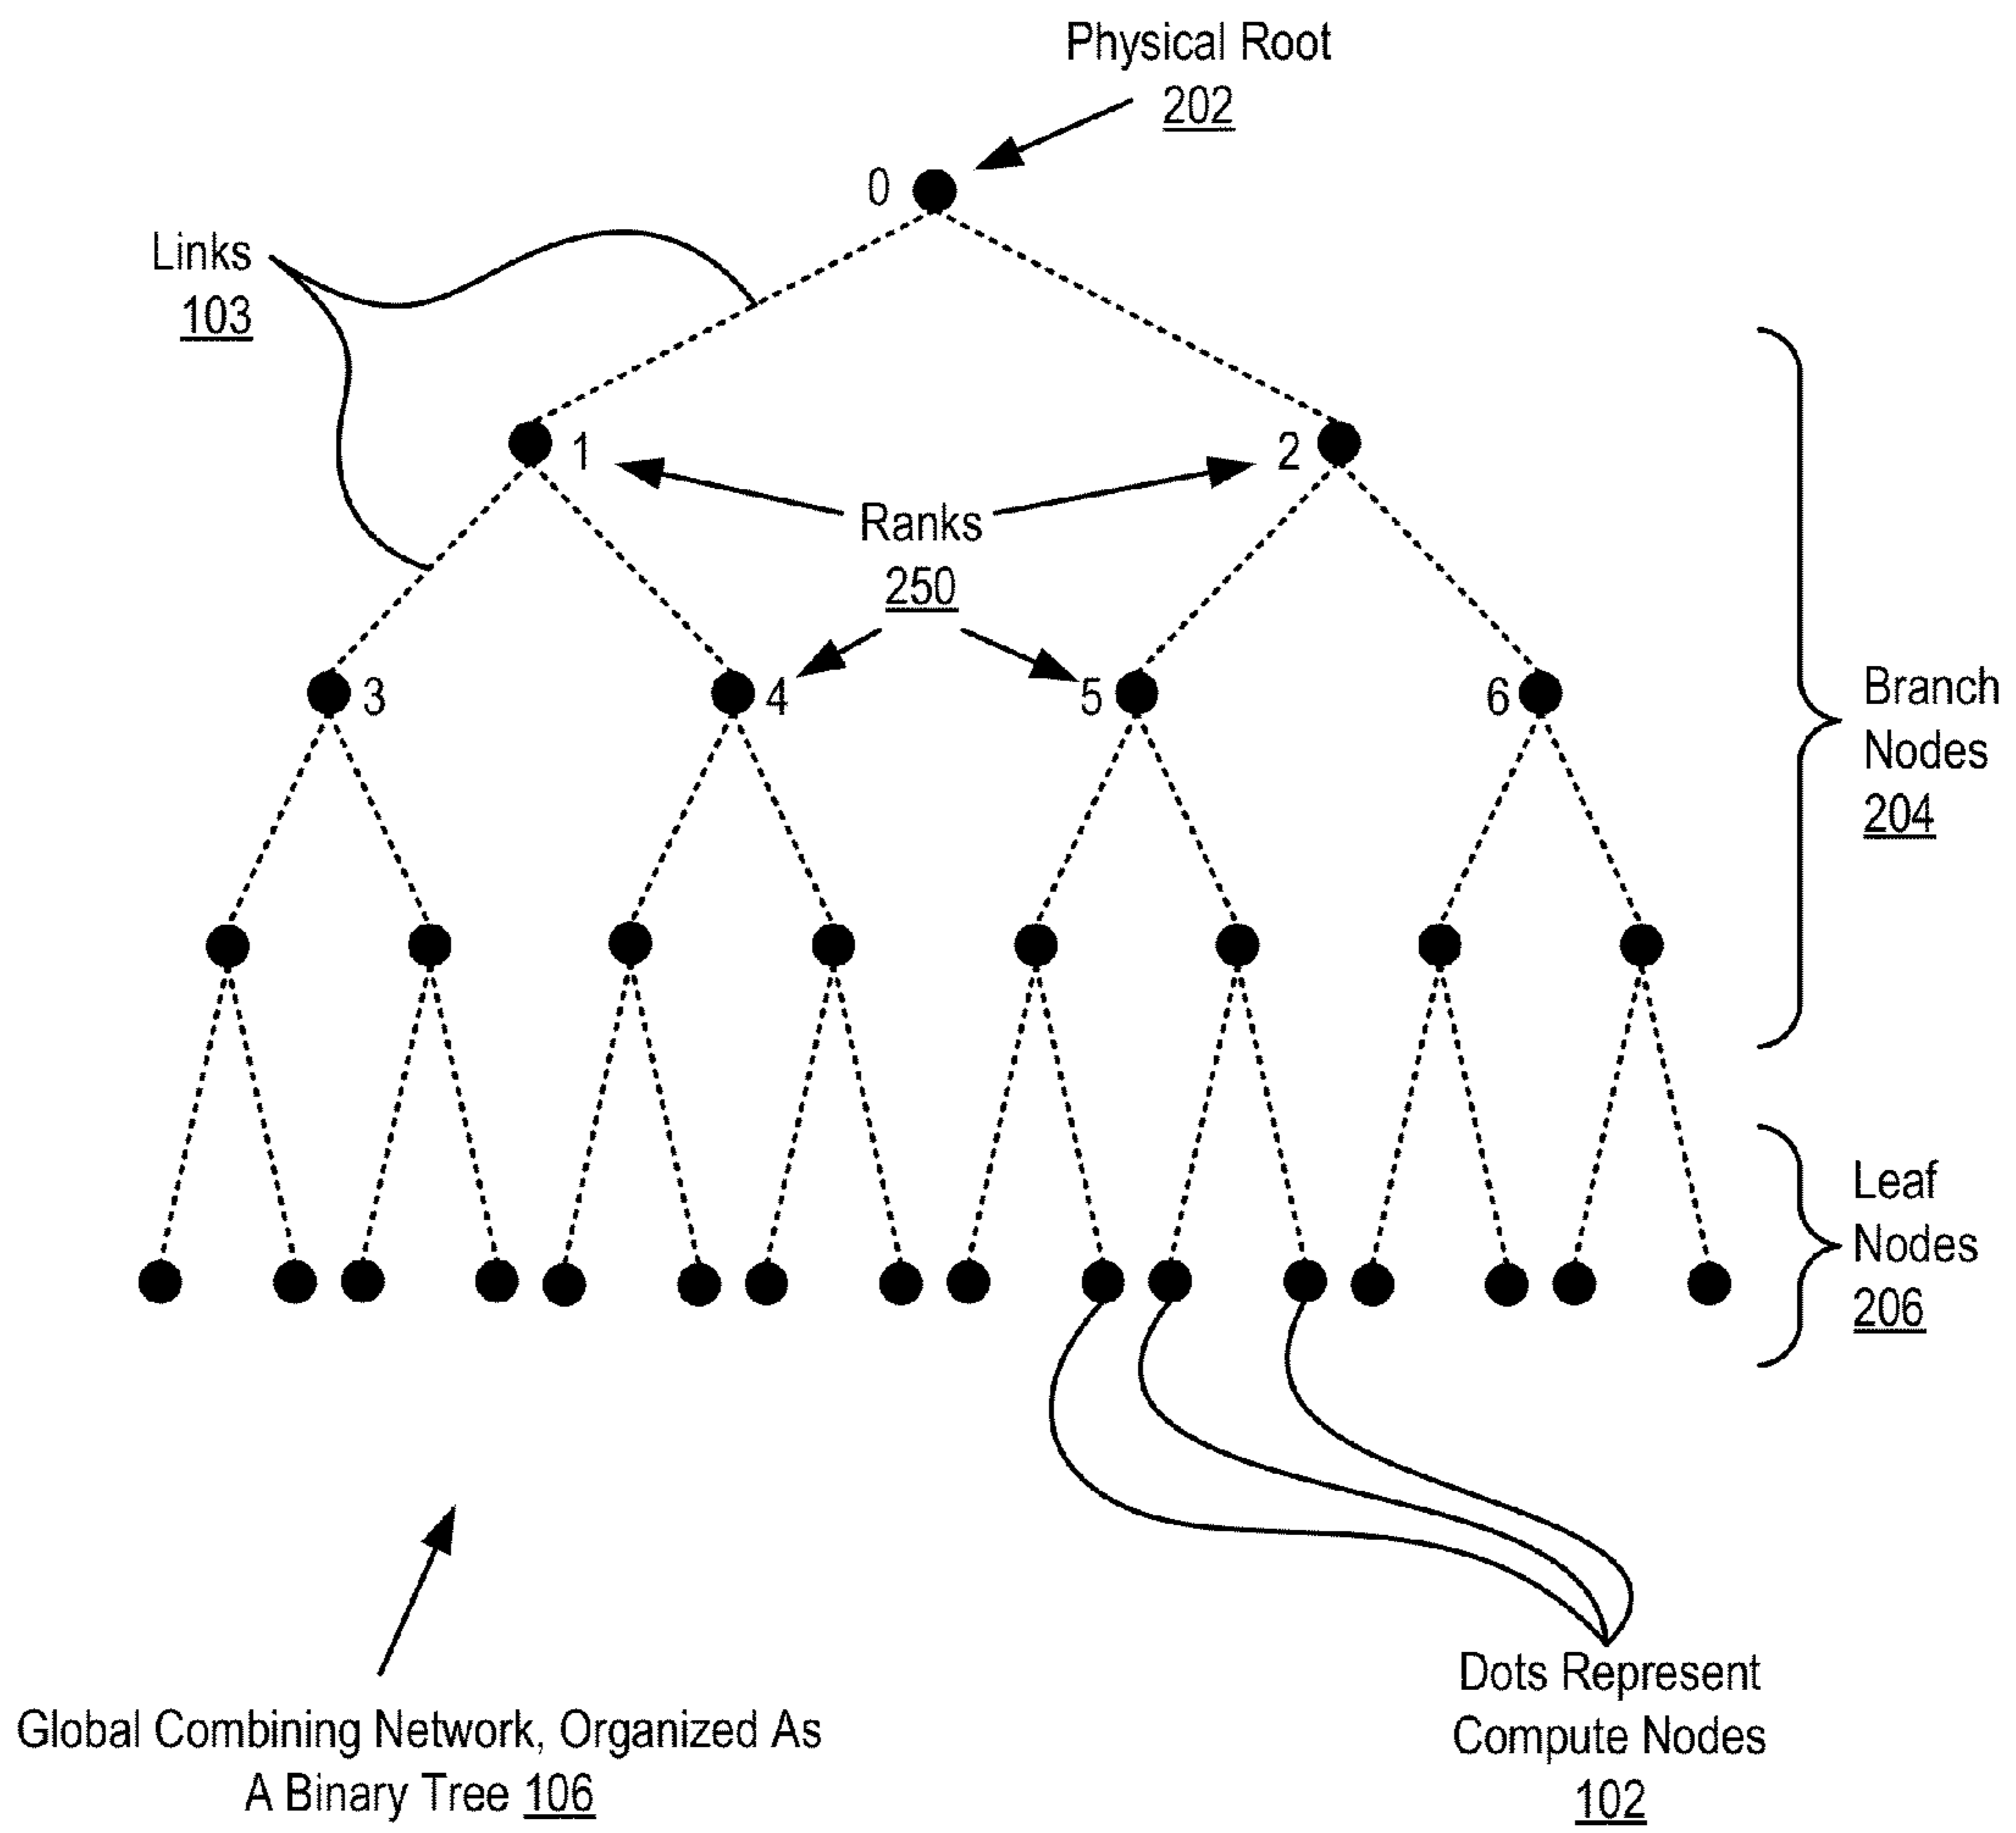 Physical Root
202
0
Links
103
1
2
Ranks
250
3
4
5
6
Branch
Nodes
204
Leaf
Nodes
206
Dots Represent
Compute Nodes
102
Global Combining Network, Organized As
A Binary Tree 106